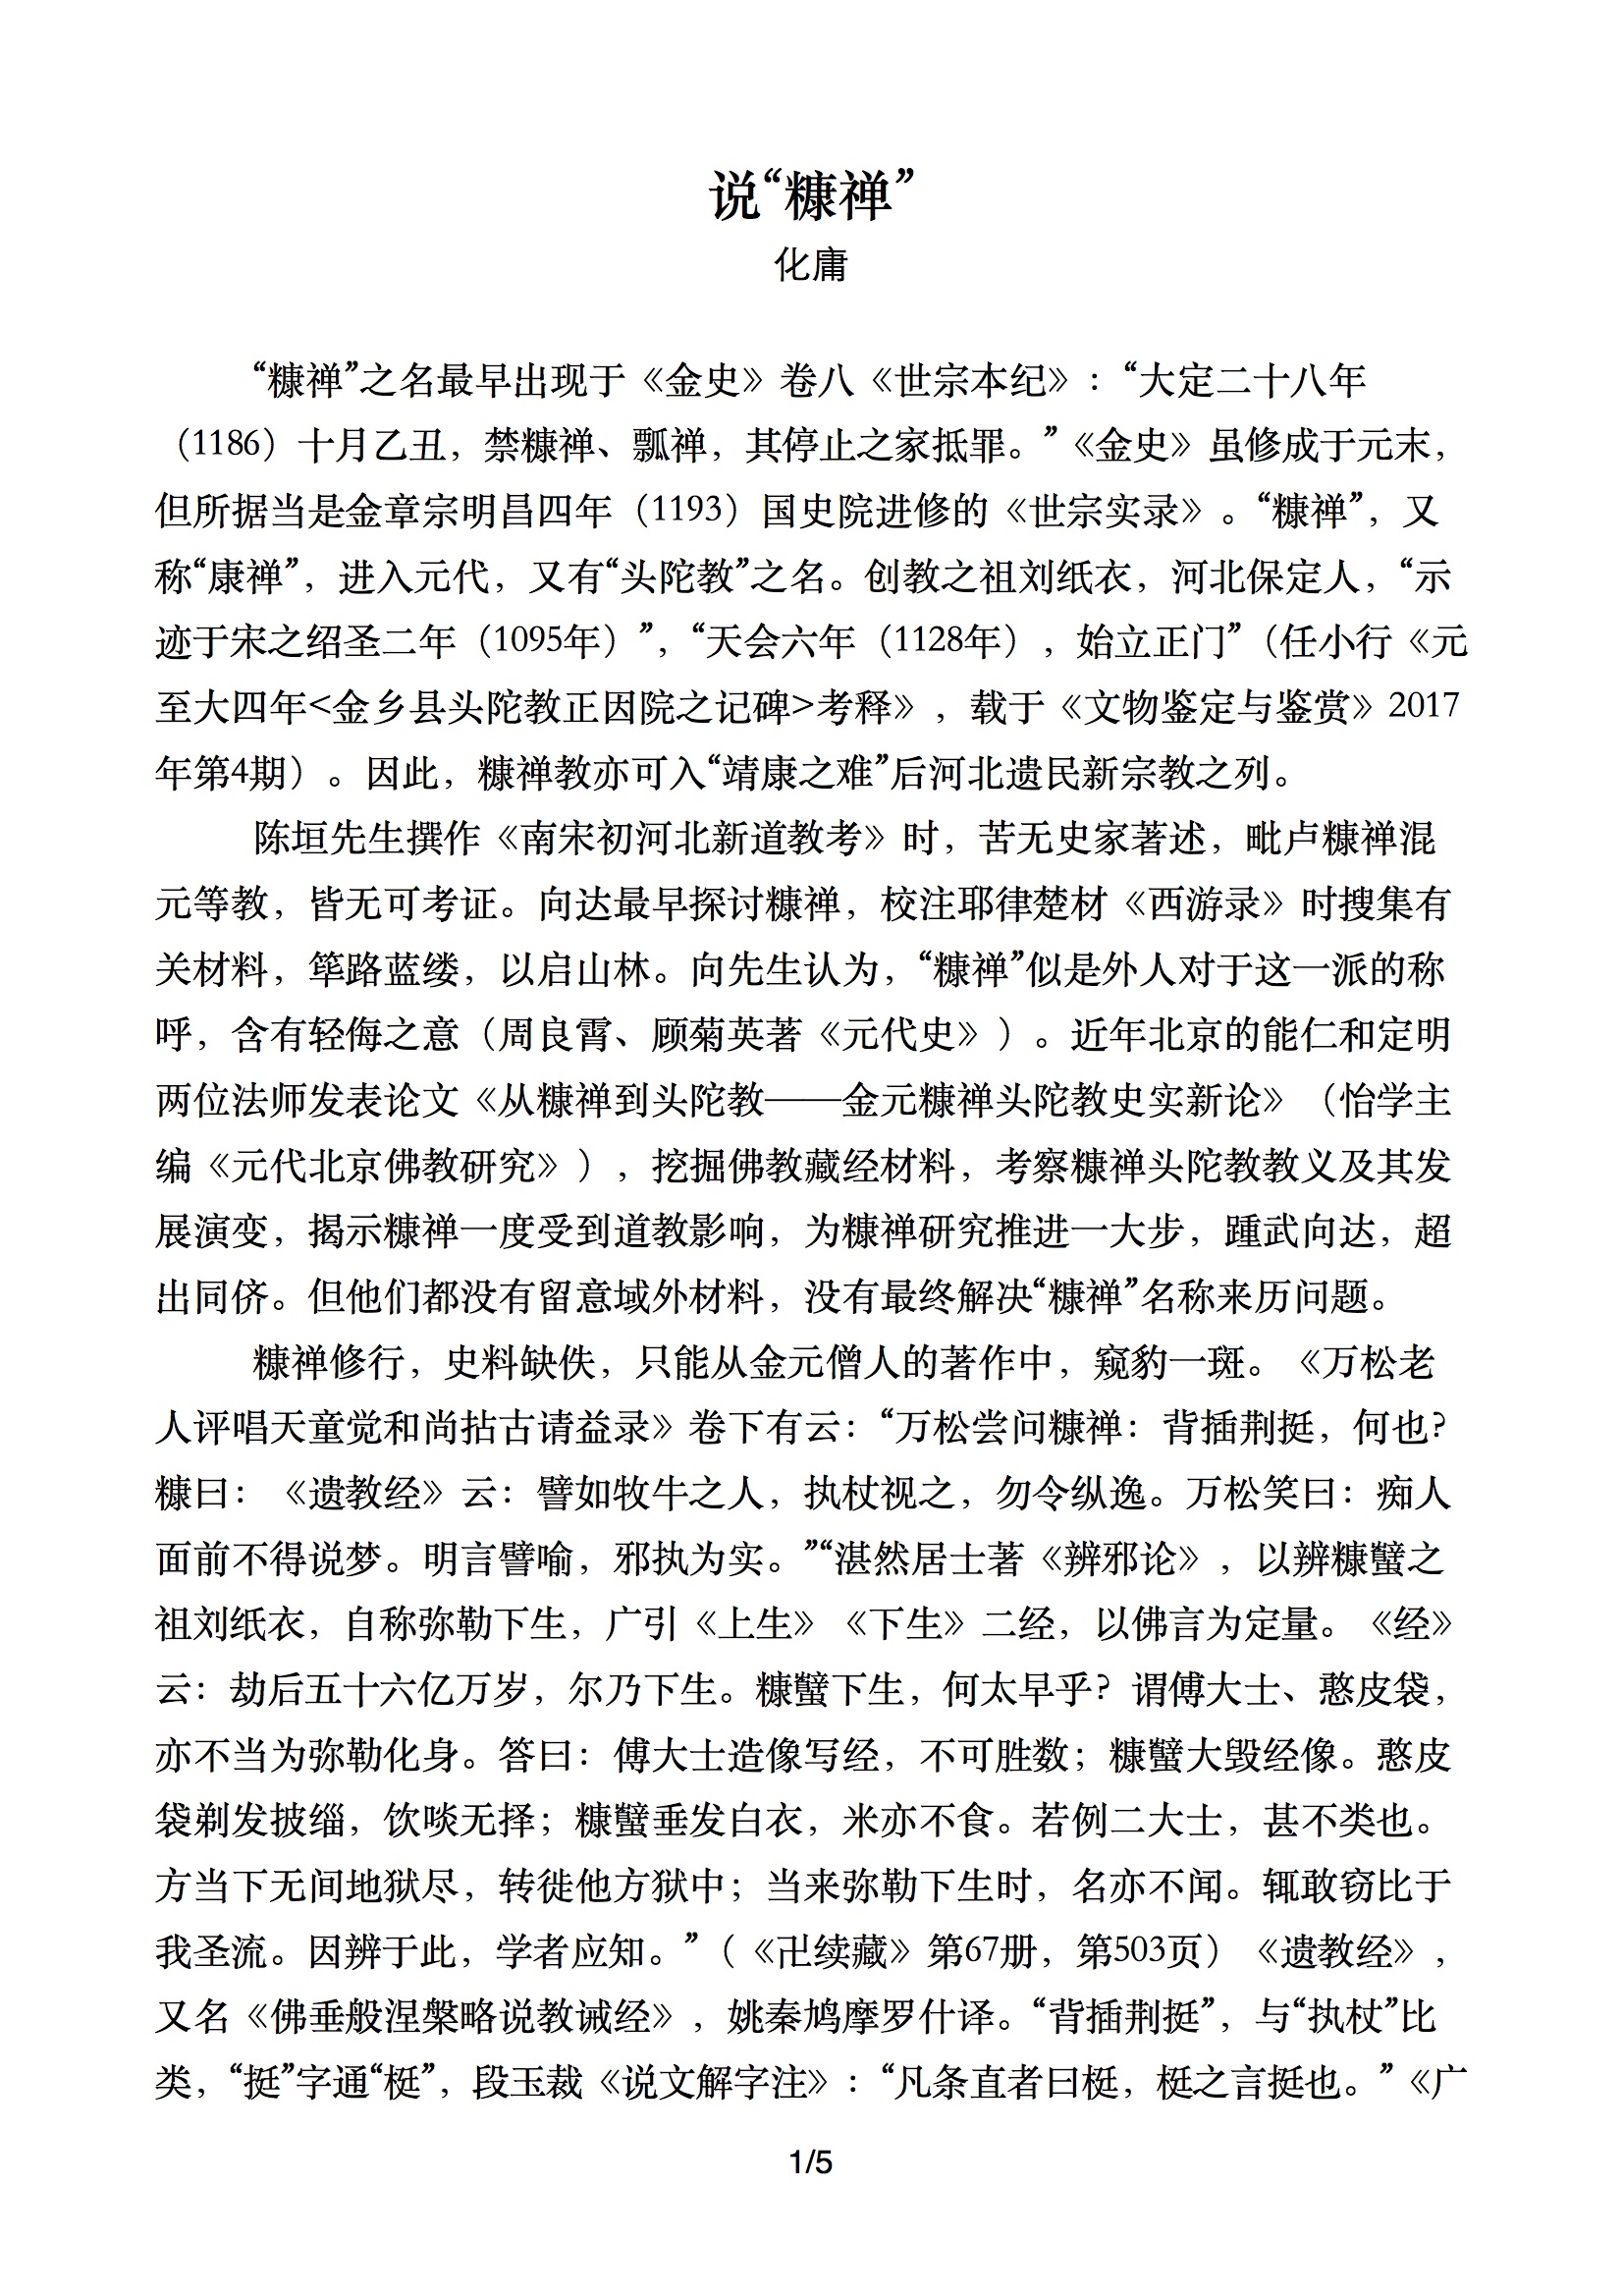 说“糠禅”
化庸
“糠禅”之名最早出现于《金史》卷八《世宗本纪》：“大定二十八年
（1186）十月乙丑，禁糠禅、瓢禅，其停止之家抵罪。”《金史》虽修成于元末，
但所据当是金章宗明昌四年（1193）国史院进修的《世宗实录》。“糠禅”，又
称“康禅”，进入元代，又有“头陀教”之名。创教之祖刘纸衣，河北保定人，“示
迹于宋之绍圣二年（1095年）”，“天会六年（1128年），始立正门”（任小行《元
至大四年<金乡县头陀教正因院之记碑>考释》，载于《文物鉴定与鉴赏》2017
年第4期）。因此，糠禅教亦可入“靖康之难”后河北遗民新宗教之列。
陈垣先生撰作《南宋初河北新道教考》时，苦无史家著述，毗卢糠禅混
元等教，皆无可考证。向达最早探讨糠禅，校注耶律楚材《西游录》时搜集有
关材料，筚路蓝缕，以启山林。向先生认为，“糠禅”似是外人对于这一派的称
呼，含有轻侮之意（周良霄、顾菊英著《元代史》）。近年北京的能仁和定明
两位法师发表论文《从糠禅到头陀教——金元糠禅头陀教史实新论》（怡学主
编《元代北京佛教研究》），挖掘佛教藏经材料，考察糠禅头陀教教义及其发
展演变，揭示糠禅一度受到道教影响，为糠禅研究推进一大步，踵武向达，超
出同侪。但他们都没有留意域外材料，没有最终解决“糠禅”名称来历问题。
糠禅修行，史料缺佚，只能从金元僧人的著作中，窥豹一斑。《万松老
人评唱天童觉和尚拈古请益录》卷下有云：“万松尝问糠禅：背插荆挺，何也？
糠曰：《遗教经》云：譬如牧牛之人，执杖视之，勿令纵逸。万松笑曰：痴人
面前不得说梦。明言譬喻，邪执为实。”“湛然居士著《辨邪论》，以辨糠䘃之
祖刘纸衣，自称弥勒下生，广引《上生》《下生》二经，以佛言为定量。《经》
云：劫后五十六亿万岁，尔乃下生。糠䘃下生，何太早乎？谓傅大士、憨皮袋，
亦不当为弥勒化身。答曰：傅大士造像写经，不可胜数；糠䘃大毁经像。憨皮
袋剃发披缁，饮啖无择；糠䘃垂发白衣，米亦不食。若例二大士，甚不类也。
方当下无间地狱尽，转徙他方狱中；当来弥勒下生时，名亦不闻。辄敢窃比于
我圣流。因辨于此，学者应知。”（《卍续藏》第67册，第503页）《遗教经》，
又名《佛垂般涅槃略说教诫经》，姚秦鸠摩罗什译。“背插荆挺”，与“执杖”比
类，“挺”字通“梃”，段玉裁《说文解字注》：“凡条直者曰梃，梃之言挺也。”《广
1/5